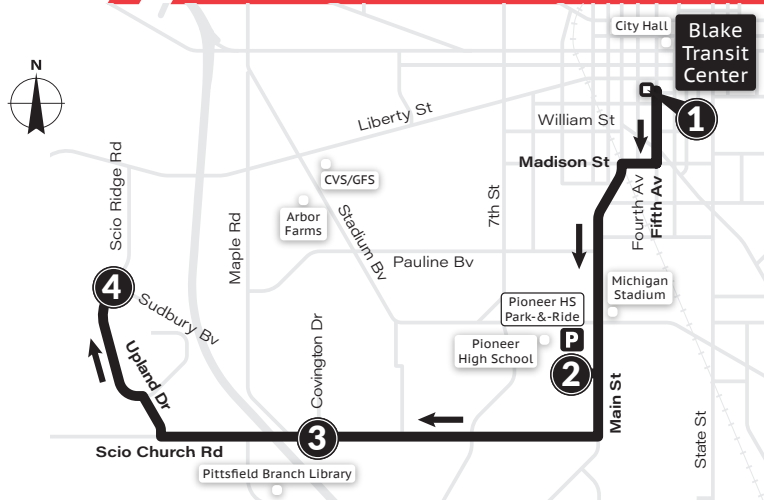 City Hall
Blake
Transit
Center
1
N
William St
Liberty St
Madison St
Scio Ridge Rd
CVS/GFS
Arbor
Farms
Stadium Bv
Maple Rd
7th St
Fourth Av
Fifth Av
Pauline Bv
4
Sudbury Bv
Michigan
Stadium
Pioneer HS
Park-&-Ride
P
Pioneer
High School
2
Upland Dr
Covington Dr
Main St
State St
3
Scio Church Rd
Pittsfield Branch Library